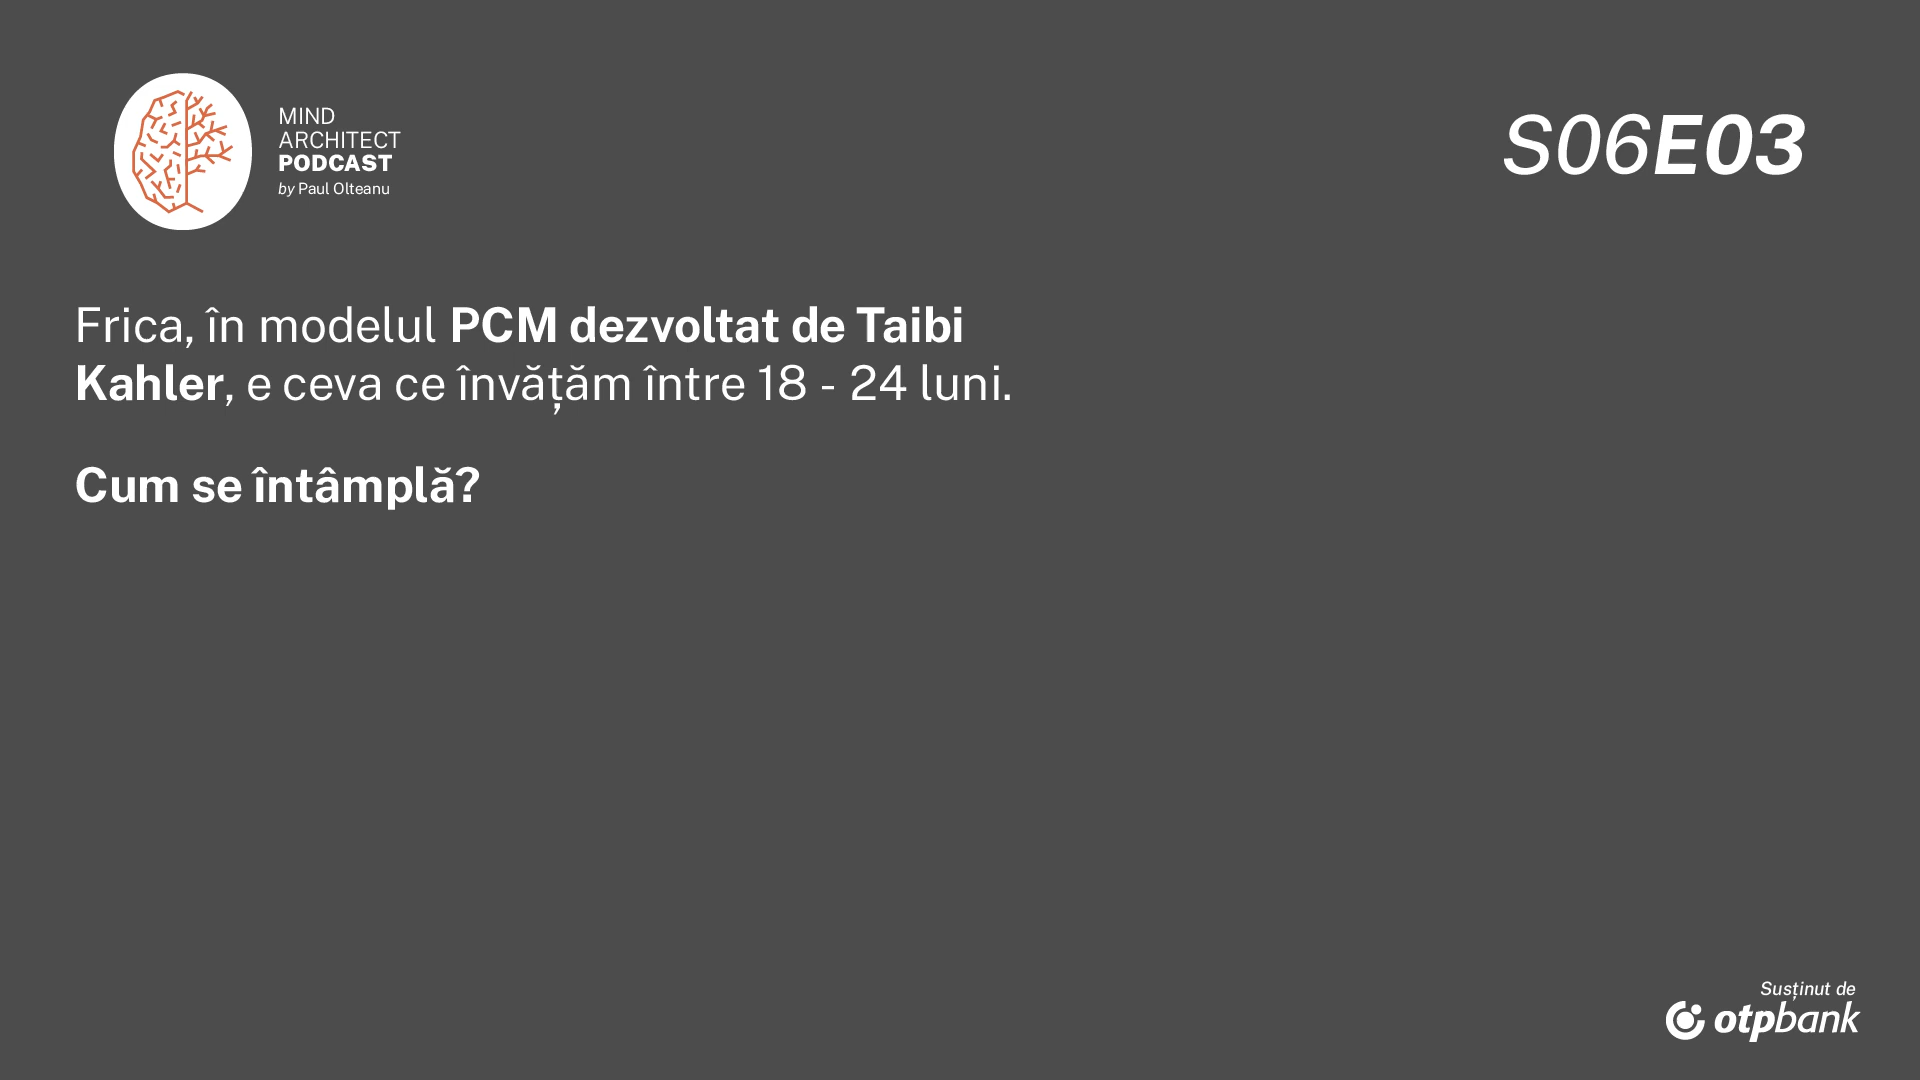 MIND
ARCHITECT
PODCAST
by Paul Olteanu
S06E03
Frica, în modelul PCM dezvoltat de Taibi
Kahler, e ceva ce învățăm între 18 - 24 luni.
Cum se întâmplă?
Susținut de
otpbank